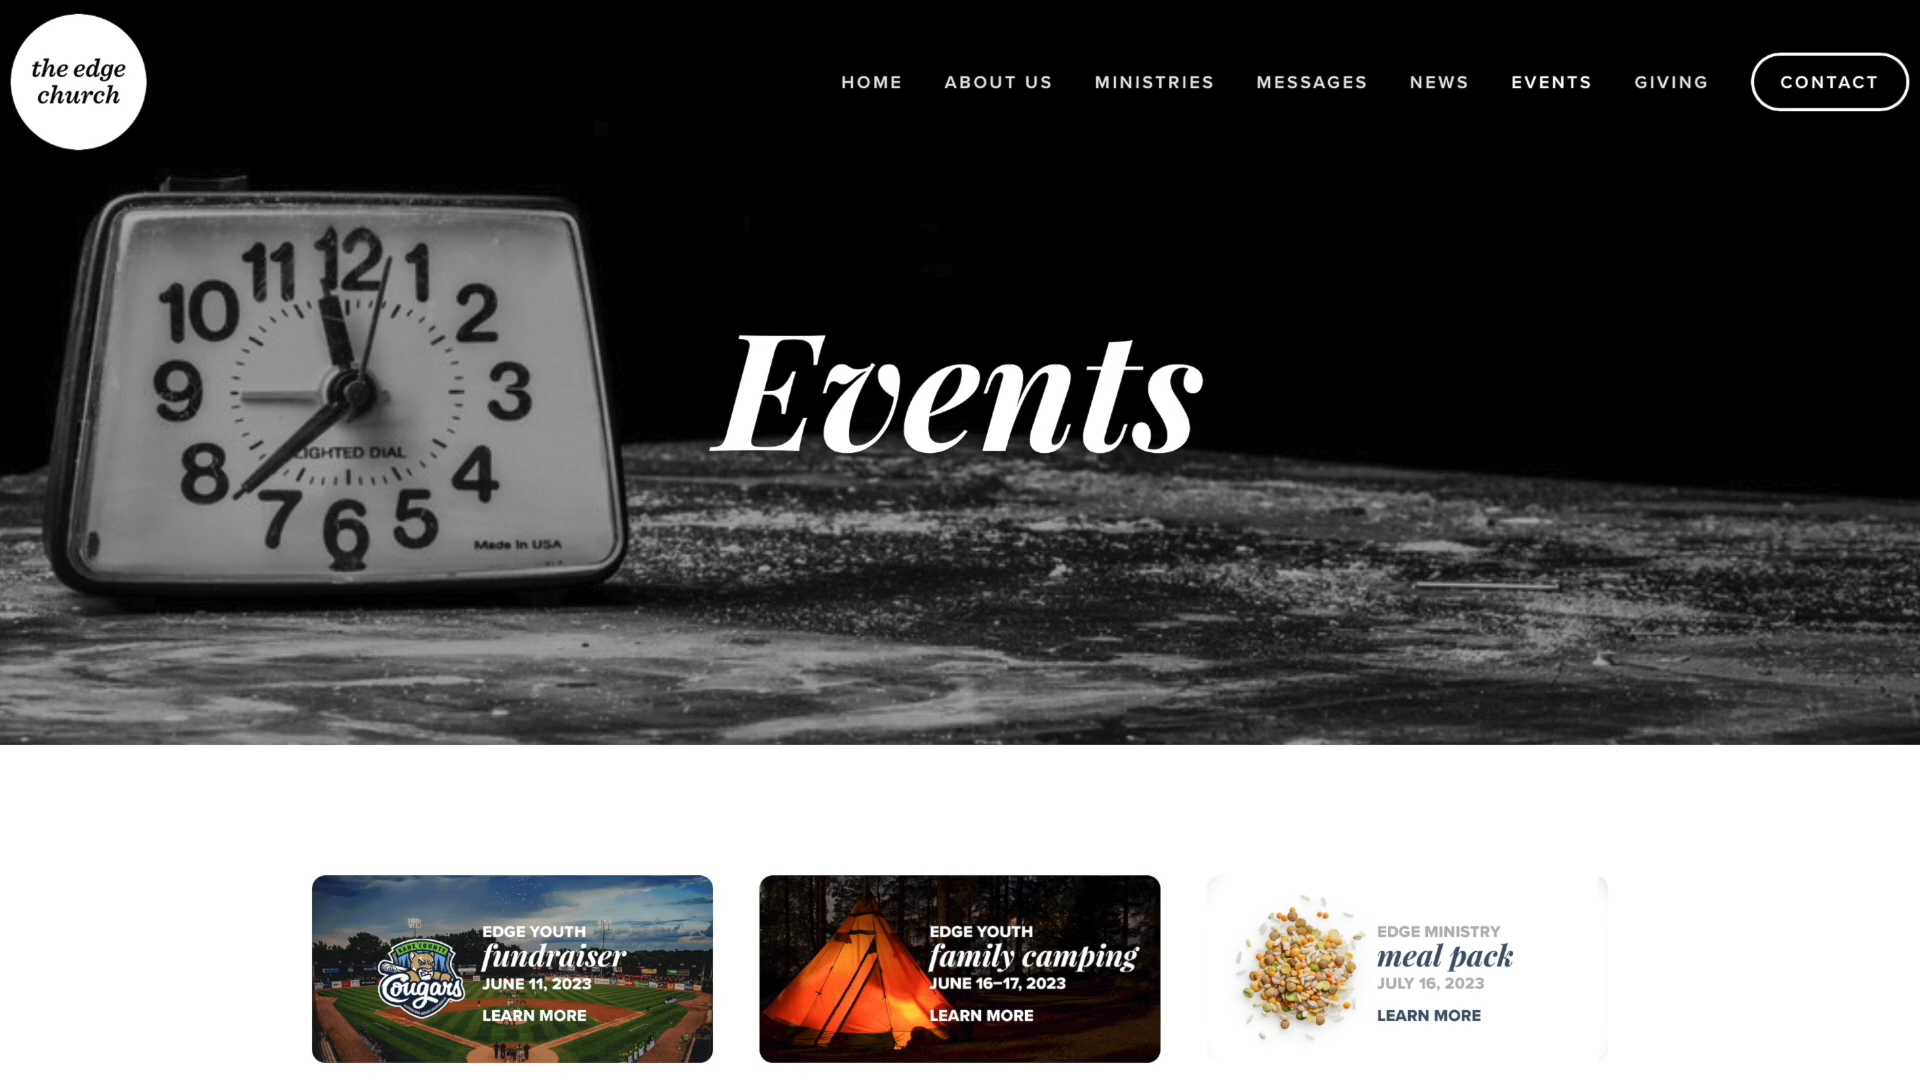 the edge
church
HOME
ABOUT US
MINISTRIES
MESSAGES
NEWS
EVENTS
GIVING
CONTACT
11 12 1
10 2
9 3
8 4
7 6 5
LIGHTED DIAL
Made In USA
Events
KANE COUNTY
Cougars
EDGE YOUTH
fundraiser
JUNE 11, 2023
LEARN MORE
EDGE YOUTH
family camping
JUNE 16–17, 2023
LEARN MORE
EDGE MINISTRY
meal pack
JULY 16, 2023
LEARN MORE